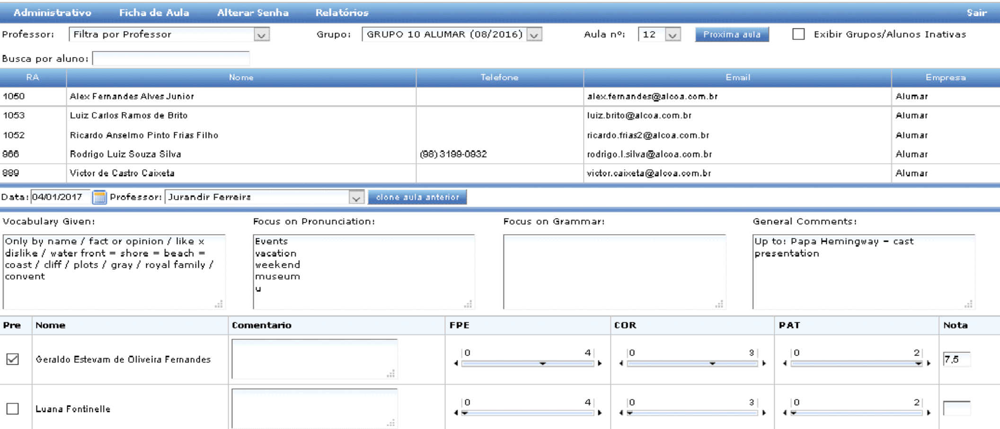 Administrativo Ficha de Aula Alterar Senha Relatórios Sair
Professor: Filtra por Professor Grupo: GRUPO 10 ALUMAR (08/2016) Aula nº: 12 Proxima aula Exibir Grupos/Alunos Inativas
Busca por aluno:
RA Nome Telefone Email Empresa
1050 Alex Fernandes Alves Junior alex.fernandes@alcoa.com.br Alumar
1053 Luiz Carlos Ramos de Brito luiz.brito@alcoa.com.br Alumar
1052 Ricardo Anselmo Pinto Frias Filho ricardo.frias2@alcoa.com.br Alumar
966 Rodrigo Luiz Souza Silva (98) 3199-0932 rodrigo.l.silva@alcoa.com.br Alumar
889 Victor de Castro Caixeta victor.caixeta@alcoa.com.br Alumar
Data: 04/01/2017 Professor: Jurandir Ferreira clone aula anterior
Vocabulary Given: Focus on Pronunciation: Focus on Grammar: General Comments:
Only by name / fact or opinion / like x
dislike / water front = shore = beach =
coast / cliff / plots / gray / royal family /
convent
Events
vacation
weekend
museum
u
Up to: Papa Hemingway - cast
presentation
Pre Nome Comentario FPE COR PAT Nota
Geraldo Estevam de Oliveira Fernandes 0 4 0 3 0 2 7,5
Luana Fontinelle 0 4 0 3 0 2